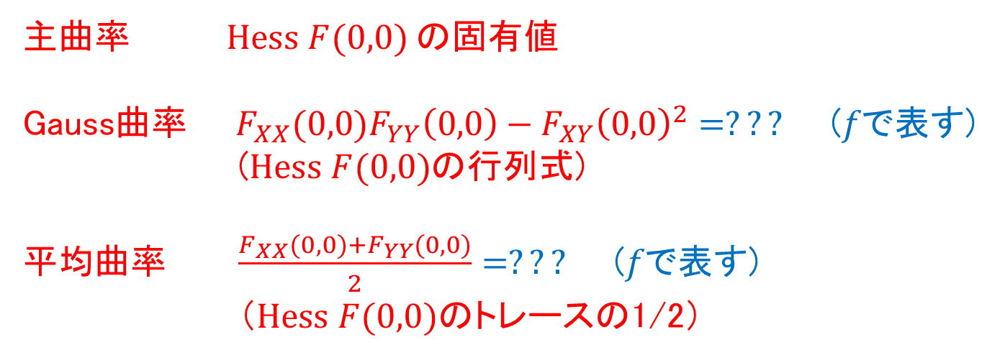 主曲率 Hess F(0,0) の固有値
Gauss曲率 F_{XX}(0,0)F_{YY}(0,0) − F_{XY}(0,0)^2 =??? (fで表す)
(Hess F(0,0)の行列式)
平均曲率 \frac{F_{XX}(0,0)+F_{YY}(0,0)}{2} =??? (fで表す)
(Hess F(0,0)のトレースの1/2)